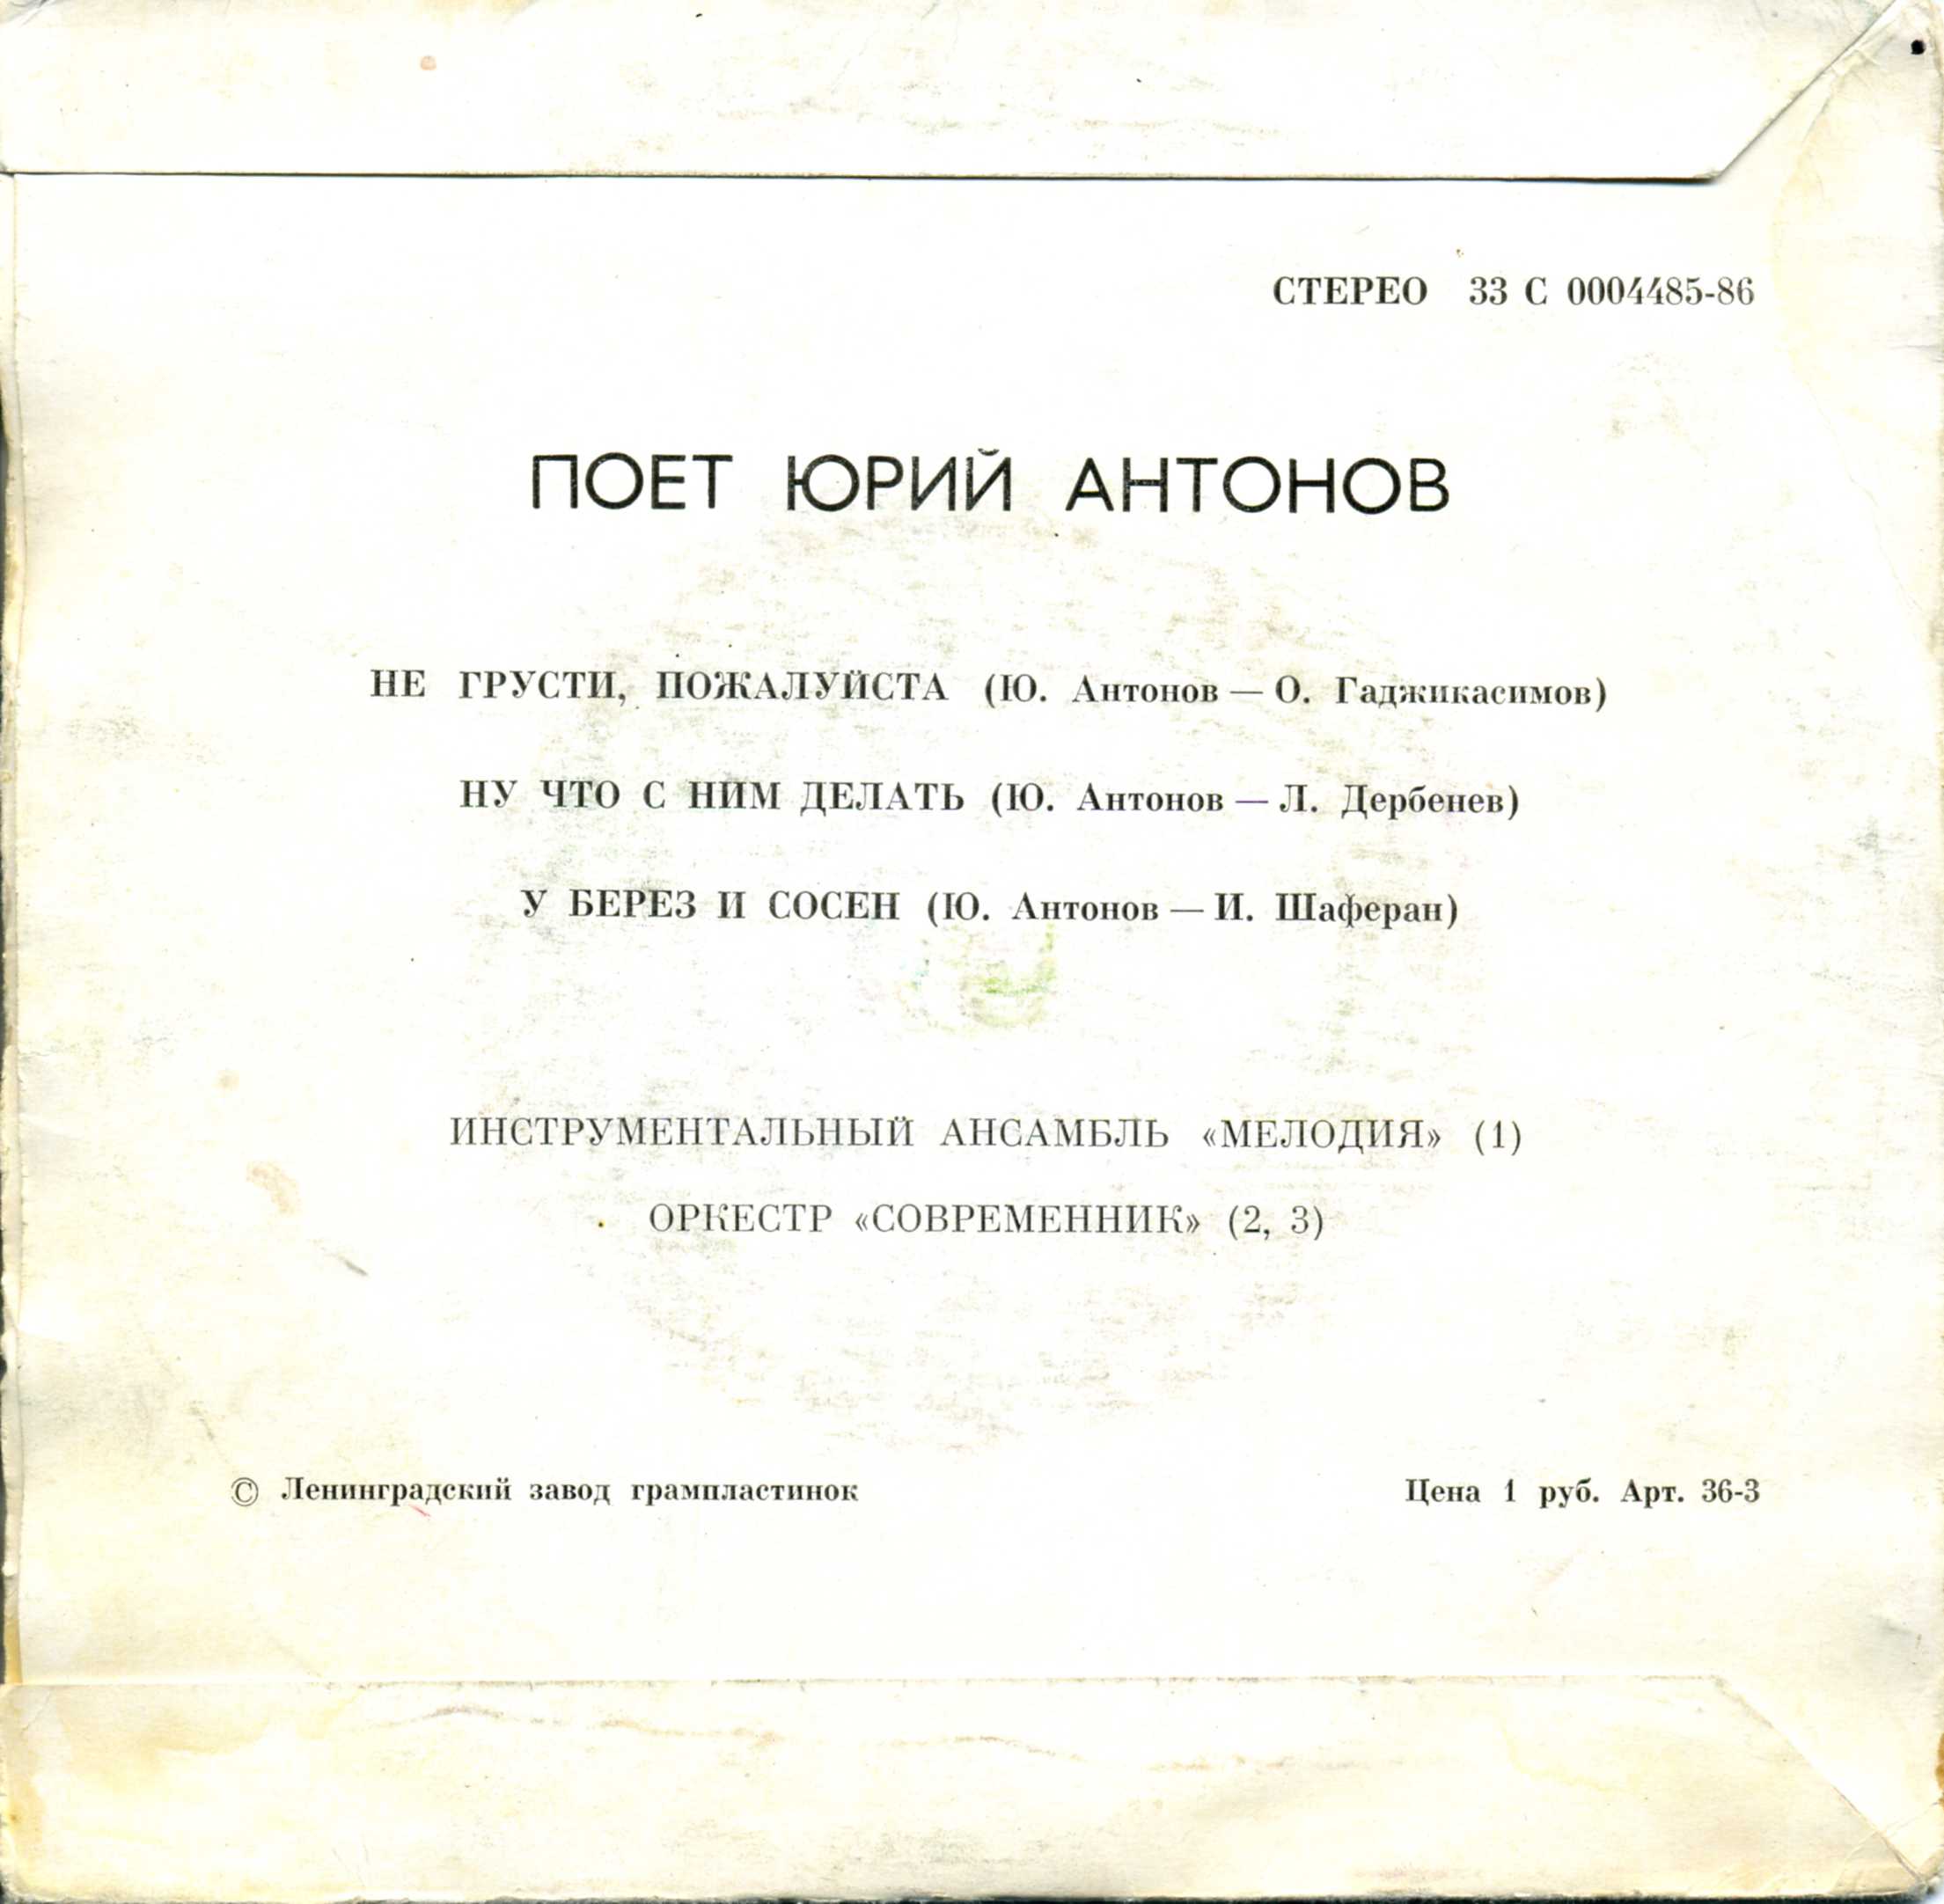 СТЕРЕО 33 С 0004485-86
ПОЕТ ЮРИЙ АНТОНОВ
НЕ ГРУСТИ, ПОЖАЛУЙСТА (Ю. Антонов — О. Гаджикасимов)
НУ ЧТО С НИМ ДЕЛАТЬ (Ю. Антонов — Л. Дербенев)
У БЕРЕЗ И СОСЕН (Ю. Антонов — И. Шаферан)
ИНСТРУМЕНТАЛЬНЫЙ АНСАМБЛЬ «МЕЛОДИЯ» (1)
ОРКЕСТР «СОВРЕМЕННИК» (2, 3)
© Ленинградский завод грампластинок Цена 1 руб. Арт. 36-3